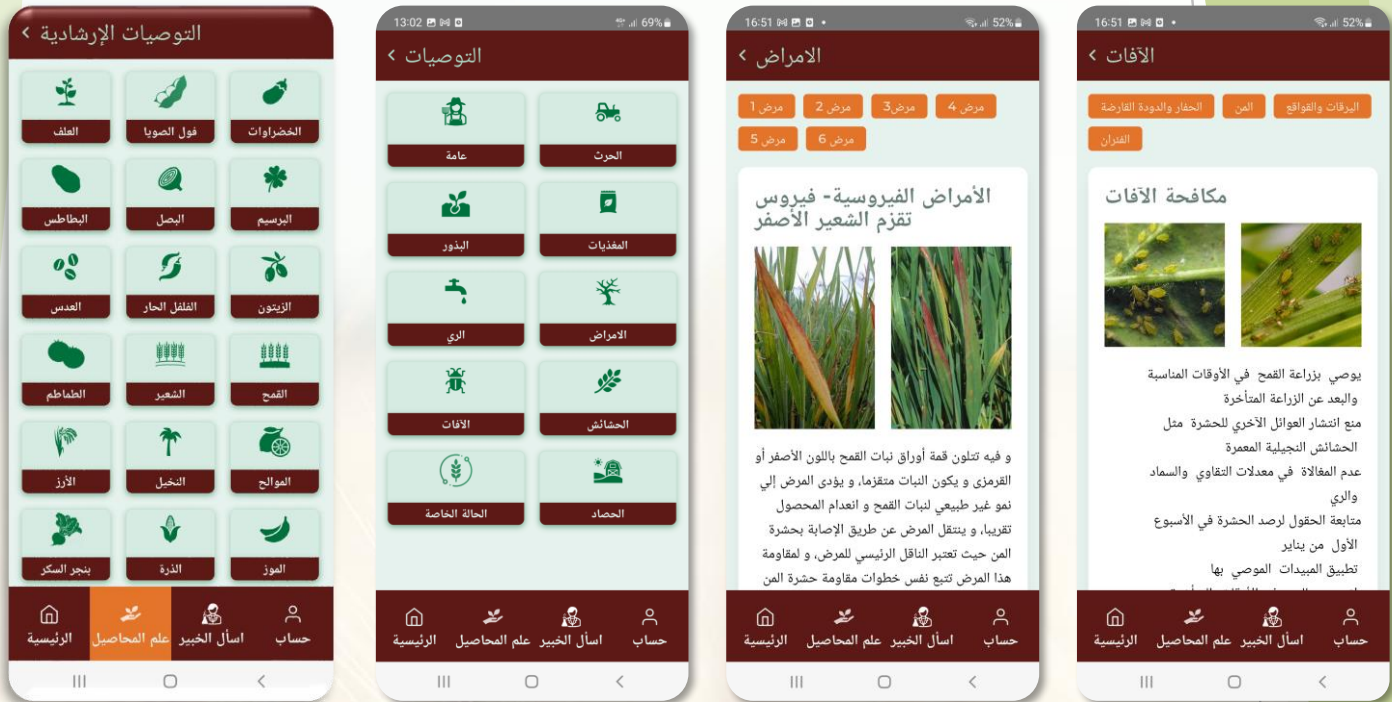 التوصيات الإرشادية
الخضراوات
فول الصويا
العلف
البرسيم
البصل
البطاطس
الزيتون
الفلفل الحار
العدس
القمح
الشعير
الطماطم
الموالح
النخيل
الأرز
الموز
الذرة
بنجر السكر
حساب
اسأل الخبير
علم المحاصيل
الرئيسية
13:02
69%
التوصيات
الحرث
عامة
المغذيات
البذور
الامراض
الري
الحشائش
الآفات
الحصاد
الحالة الخاصة
حساب
اسأل الخبير
علم المحاصيل
الرئيسية
16:51
52%
الامراض
مرض 1
مرض 2
مرض3
مرض 4
مرض 5
مرض 6
الأمراض الفيروسية- فيروس
تقزم الشعير الأصفر
و فيه تتلون قمة أوراق نبات القمح باللون الأصفر أو
القرمزى و يكون النبات متقزما، و يؤدى المرض إلي
نمو غير طبيعي لنبات القمح و انعدام المحصول
تقريبا، و ينتقل المرض عن طريق الإصابة بحشرة
المن حيث تعتبر الناقل الرئيسي للمرض، و لمقاومة
هذا المرض تتبع نفس خطوات مقاومة حشرة المن
حساب
اسأل الخبير
علم المحاصيل
الرئيسية
16:51
52%
الآفات
اليرقات والقواقع
المن
الحفار والدودة القارضة
الفئران
مكافحة الآفات
يوصي بزراعة القمح في الأوقات المناسبة
والبعد عن الزراعة المتأخرة
منع انتشار العوائل الآخري للحشرة مثل
الحشائش النجيلية المعمرة
عدم المغالاة في معدلات التقاوي والسماد
والري
متابعة الحقول لرصد الحشرة في الأسبوع
الأول من يناير
تطبيق المبيدات الموصي بها
حساب
اسأل الخبير
علم المحاصيل
الرئيسية